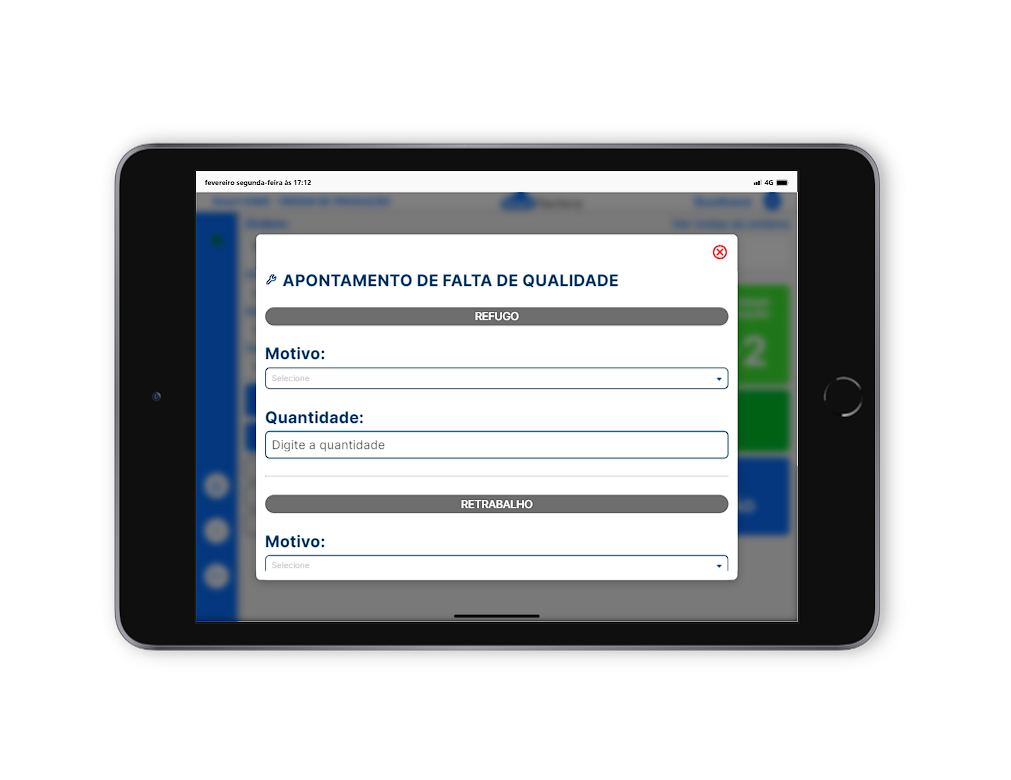 fevereiro segunda-feira às 17:12
4G
APONTAMENTO DE FALTA DE QUALIDADE
REFUGO
Motivo:
Selecione
Quantidade:
Digite a quantidade
RETRABALHO
Motivo:
Selecione
2